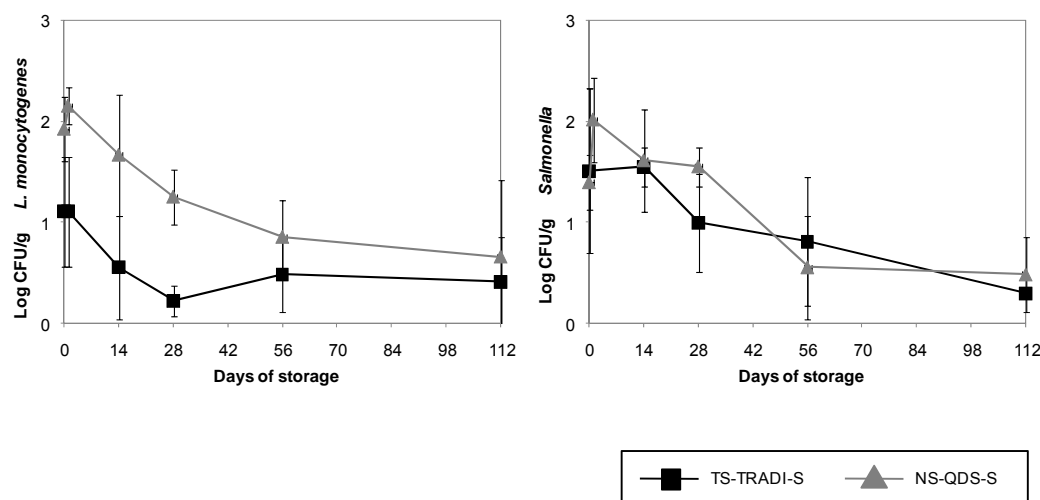 3
2
1
0
Log CFU/g L. monocytogenes
0 14 28 42 56 70 84 98 112
Days of storage
3
2
1
0
Log CFU/g Salmonella
0 14 28 42 56 70 84 98 112
Days of storage
TS-TRADI-S NS-QDS-S